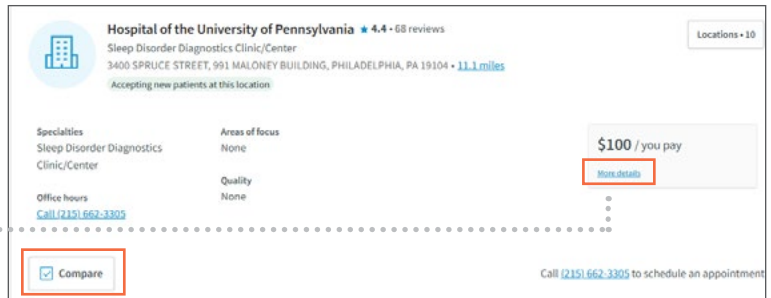 Hospital of the University of Pennsylvania ★ 4.4 • 68 reviews
Locations • 10
Sleep Disorder Diagnostics Clinic/Center
3400 SPRUCE STREET, 991 MALONEY BUILDING, PHILADELPHIA, PA 19104 • 11.1 miles
Accepting new patients at this location
Specialties
Sleep Disorder Diagnostics
Clinic/Center
Office hours
Call (215) 662-3305
Areas of focus
None
Quality
None
$100 / you pay
More details
Compare
Call (215) 662-3305 to schedule an appointment